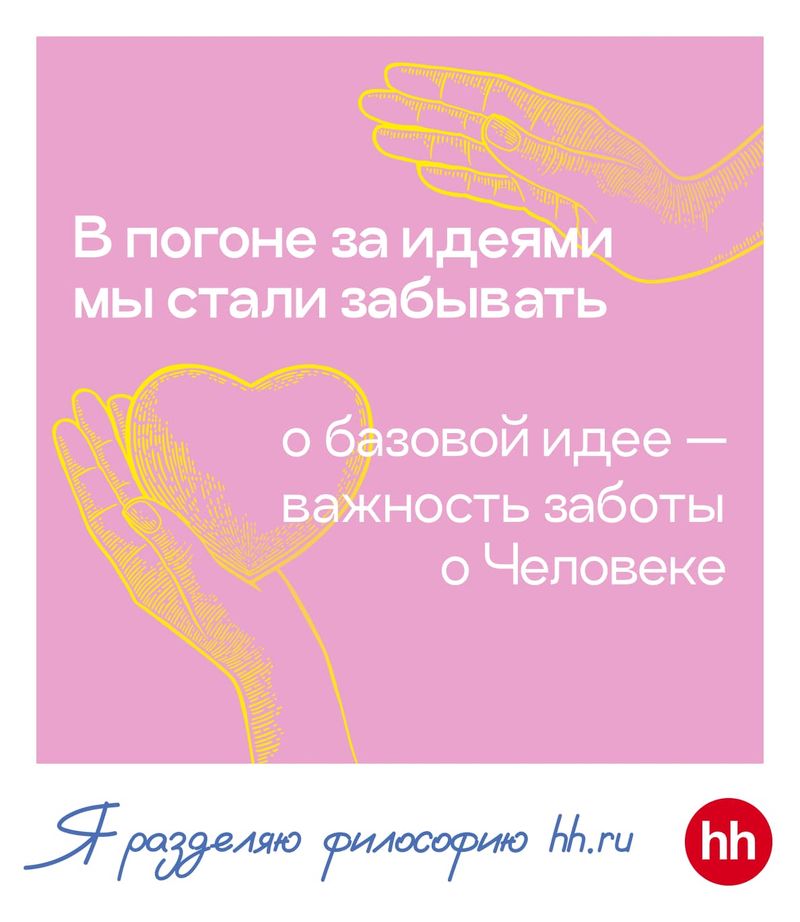 В погоне за идеями
мы стали забывать
о базовой идее —
важность заботы
о Человеке
Я разделяю философию hh.ru
hh